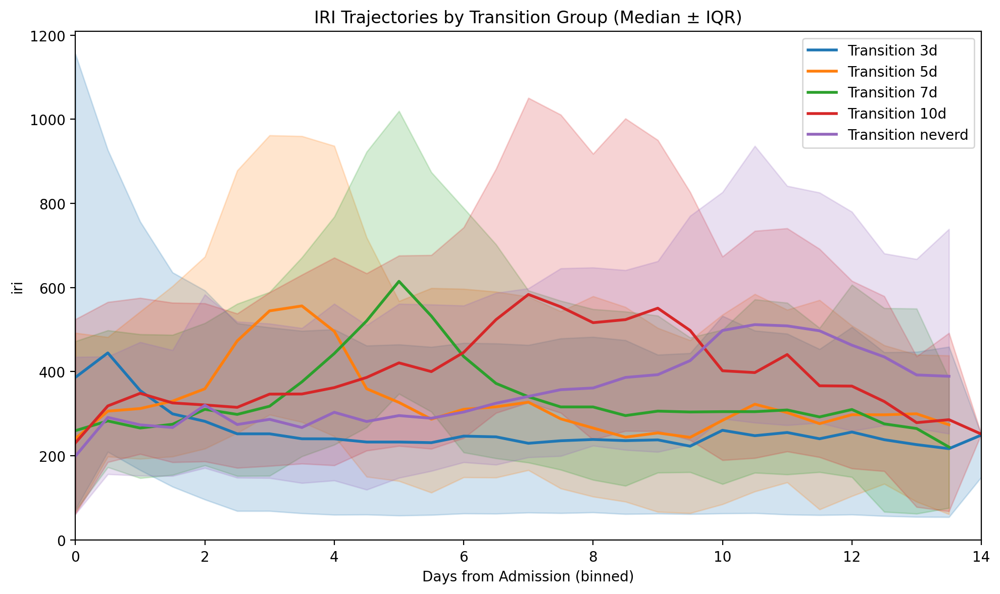 IRI Trajectories by Transition Group (Median ± IQR)
1200
1000
800
600
400
200
0
iri
Transition 3d
Transition 5d
Transition 7d
Transition 10d
Transition neverd
0 2 4 6 8 10 12 14
Days from Admission (binned)